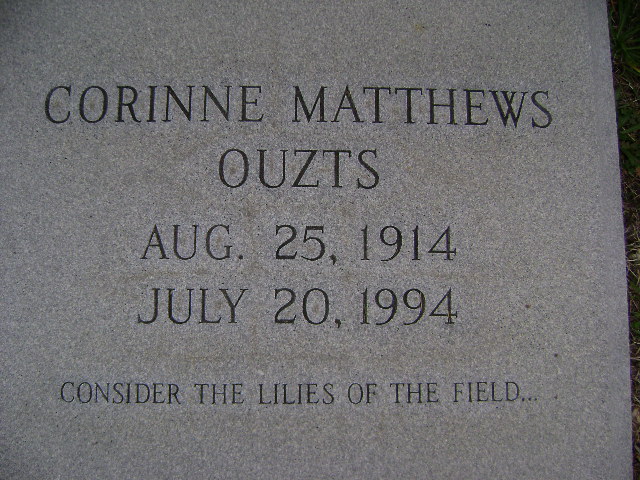 CORINNE MATTHEWS
OUZTS
AUG. 25, 1914
JULY 20, 1994
CONSIDER THE LILIES OF THE FIELD...